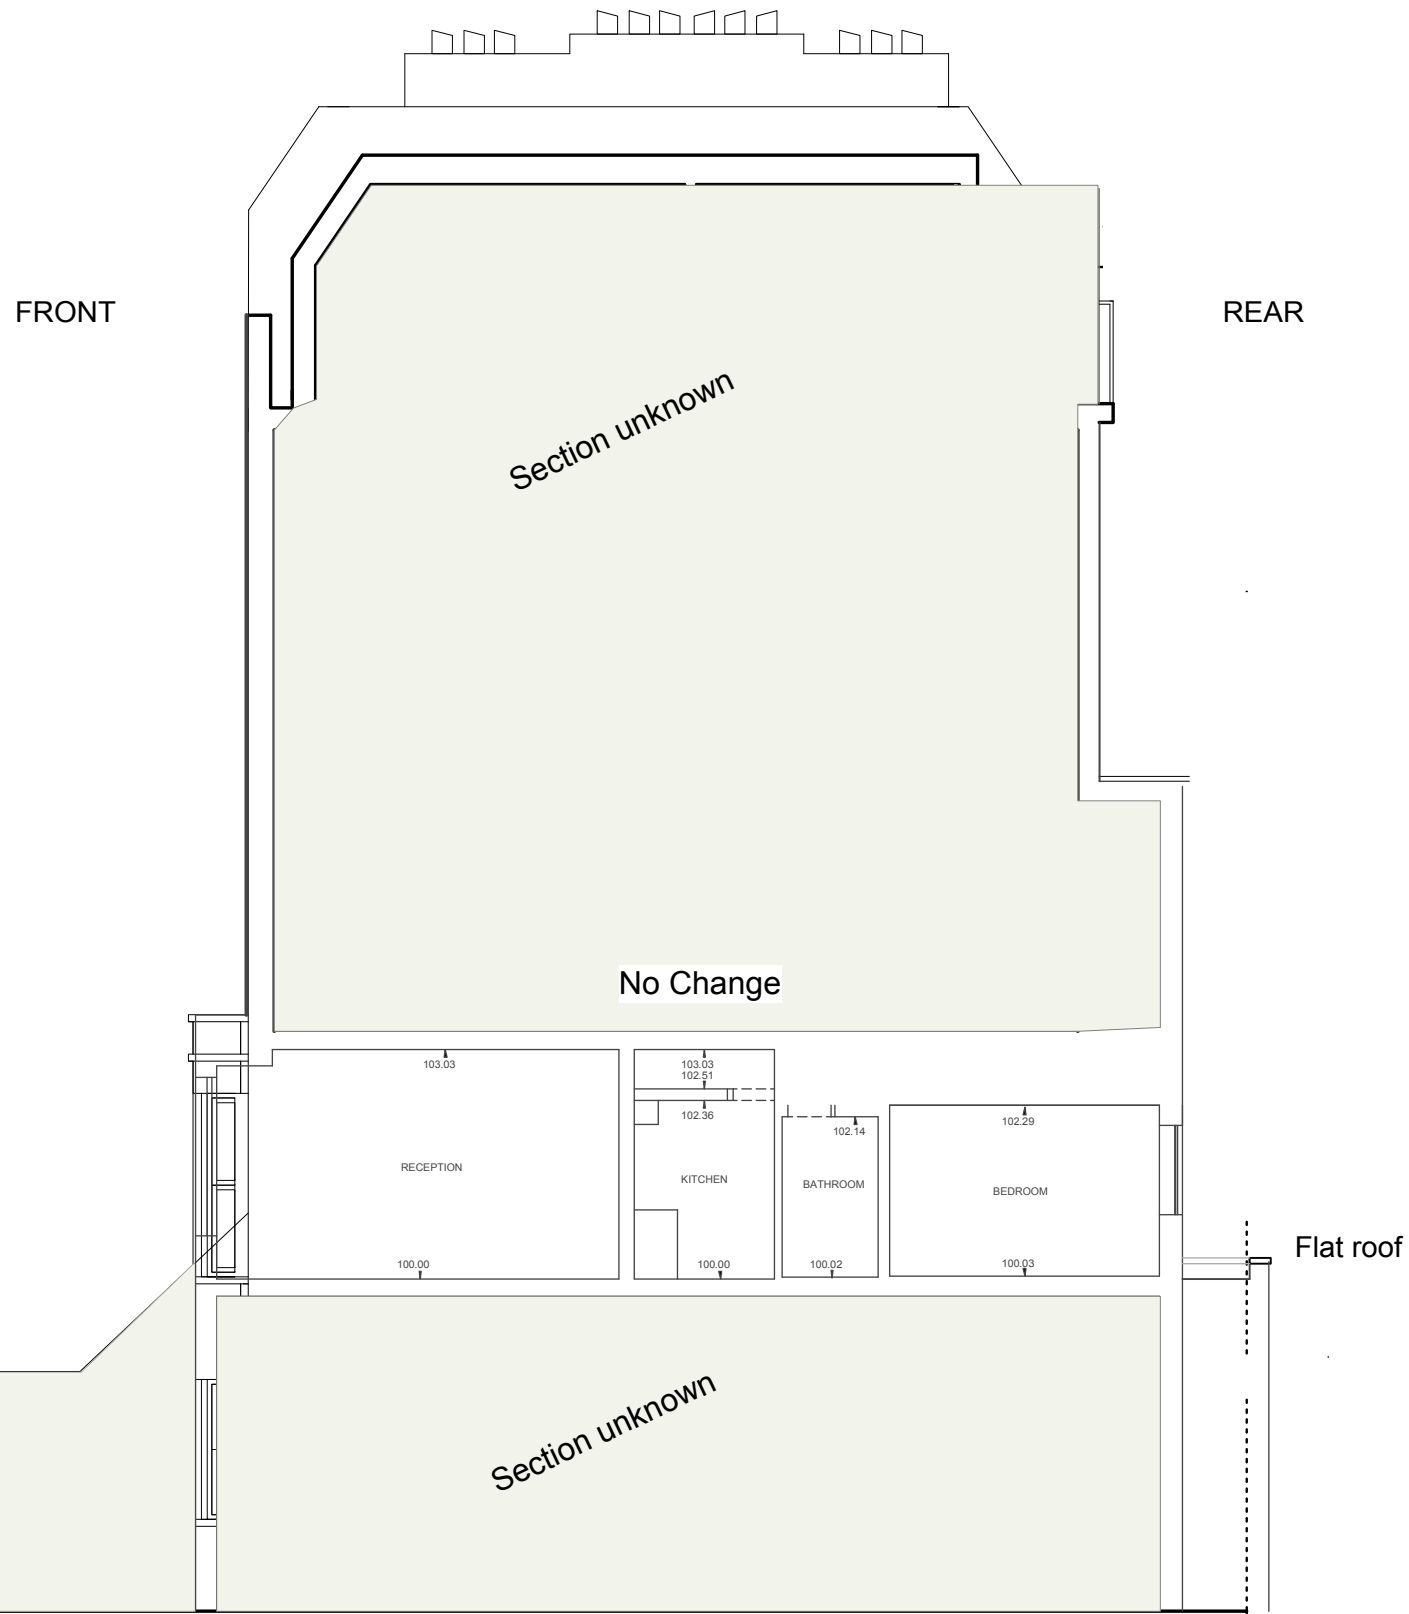 FRONT
REAR
Section unknown
No Change
103.03
103.03
102.51
102.36
102.14
102.29
RECEPTION
KITCHEN
BATHROOM
BEDROOM
100.00
100.00
100.02
100.03
Flat roof
Section unknown